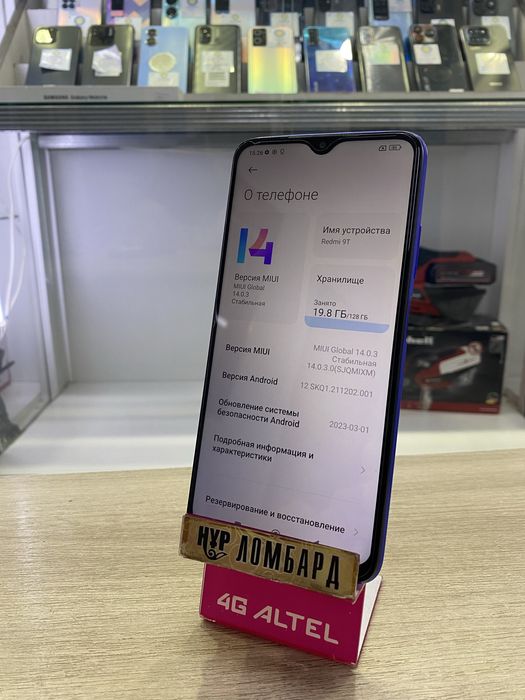 15:26
О телефоне
Имя устройства
Redmi 9T
14
Версия MIUI
MIUI Global
14.0.3
Стабильная
Хранилище
Занято
19.8 ГБ/128 ГБ
Версия MIUI
MIUI Global 14.0.3
Стабильная
14.0.3.0(SJQMIXM)
Версия Android
12 SKQ1.211202.001
Обновление системы
безопасности Android
2023-03-01
Подробная информация и
характеристики
Резервирование и восстановление
НҰР ЛОМБАРД
4G ALTEL